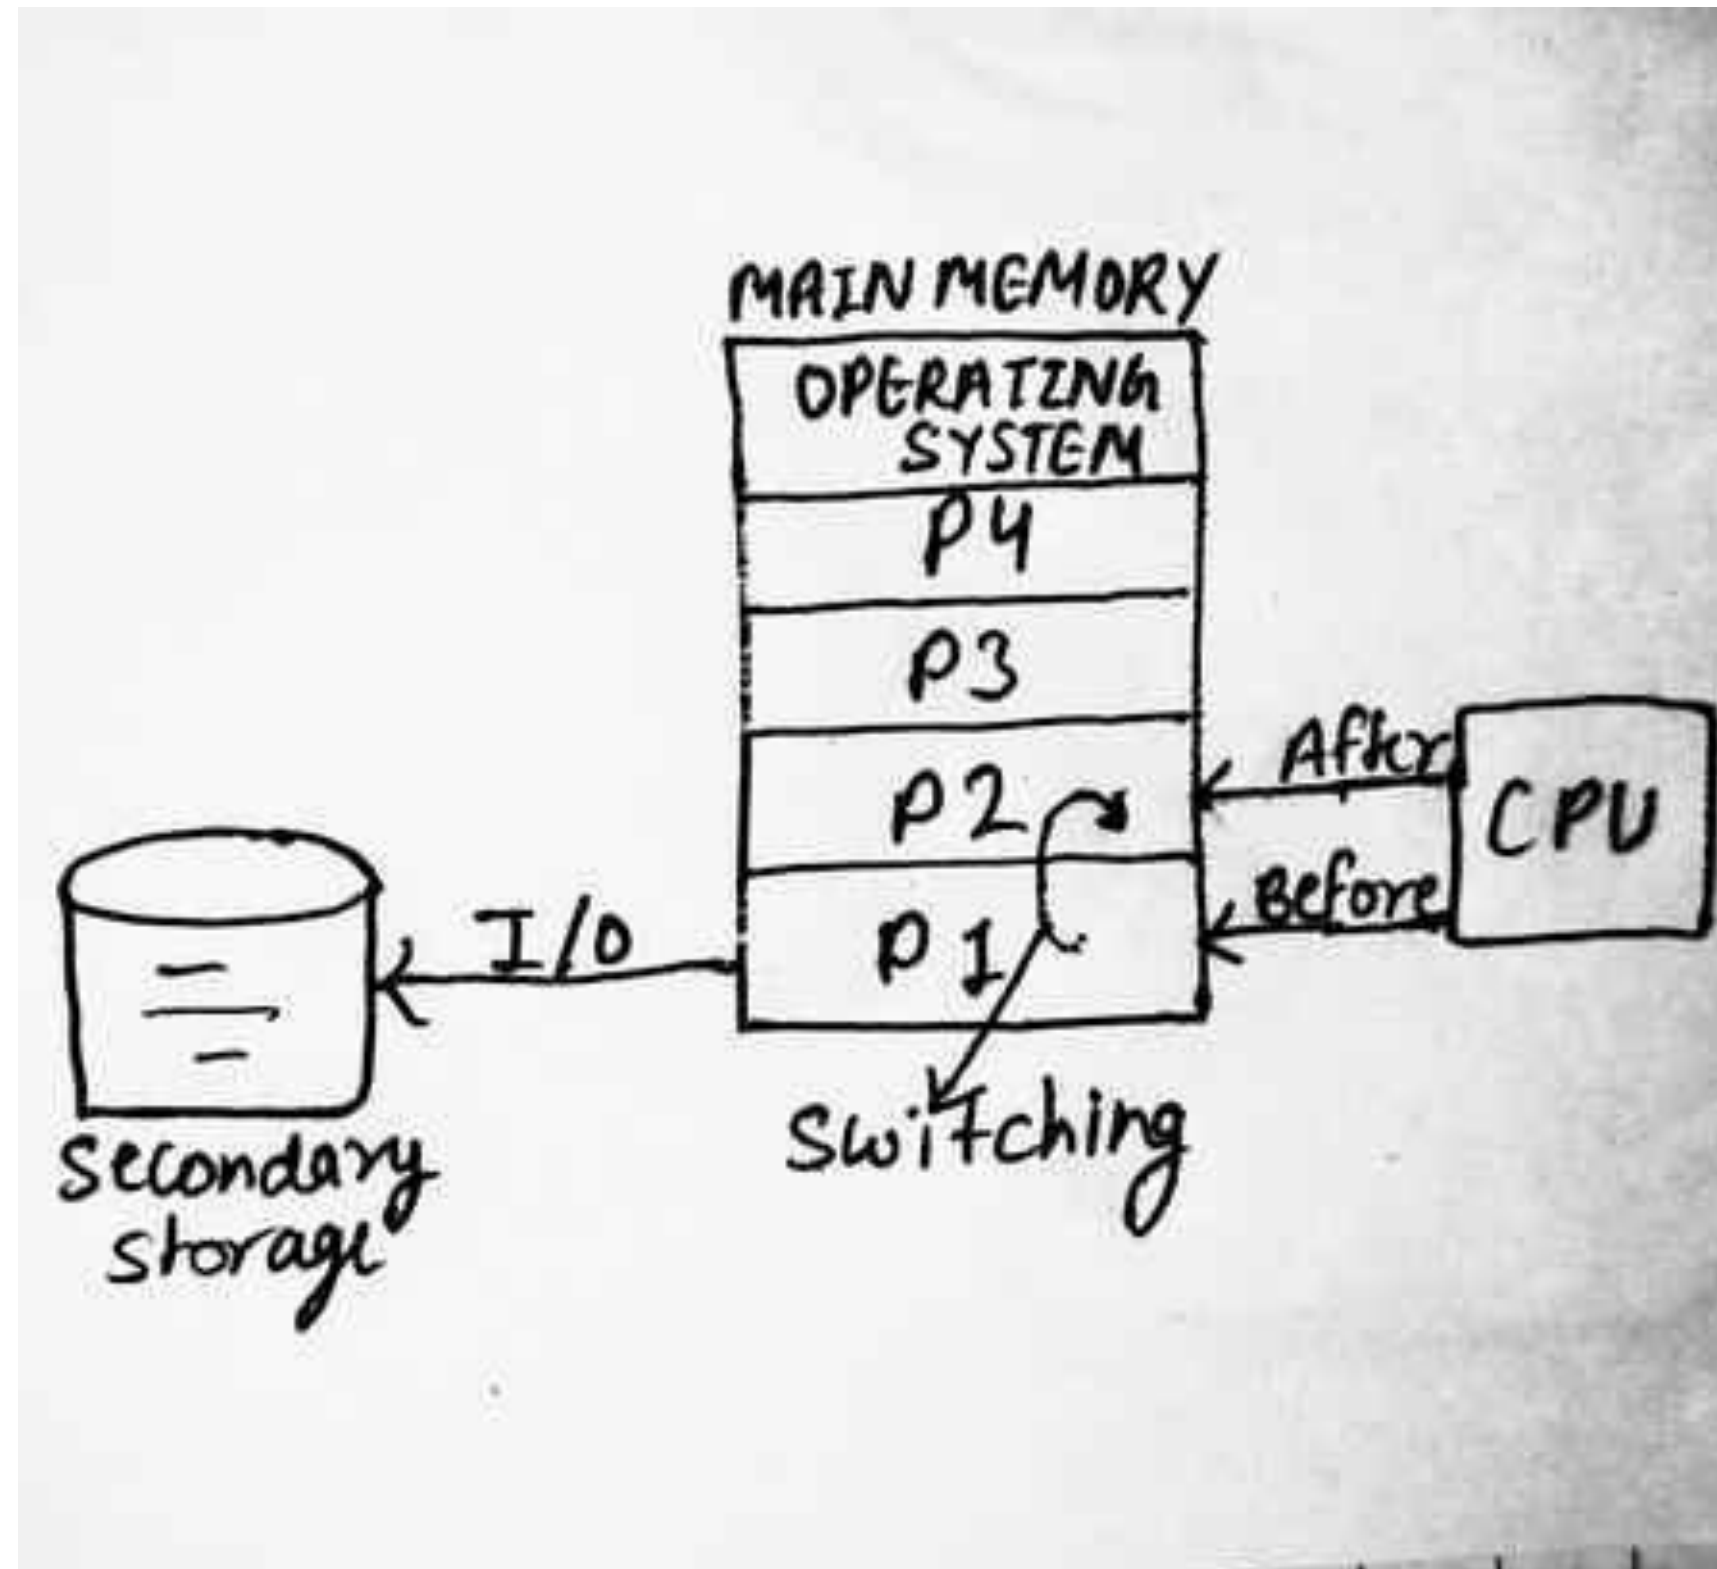 MAIN MEMORY
OPERATING
SYSTEM
P4
P3
P2
P1
After
Before
CPU
I/O
Switching
Secondary
storage